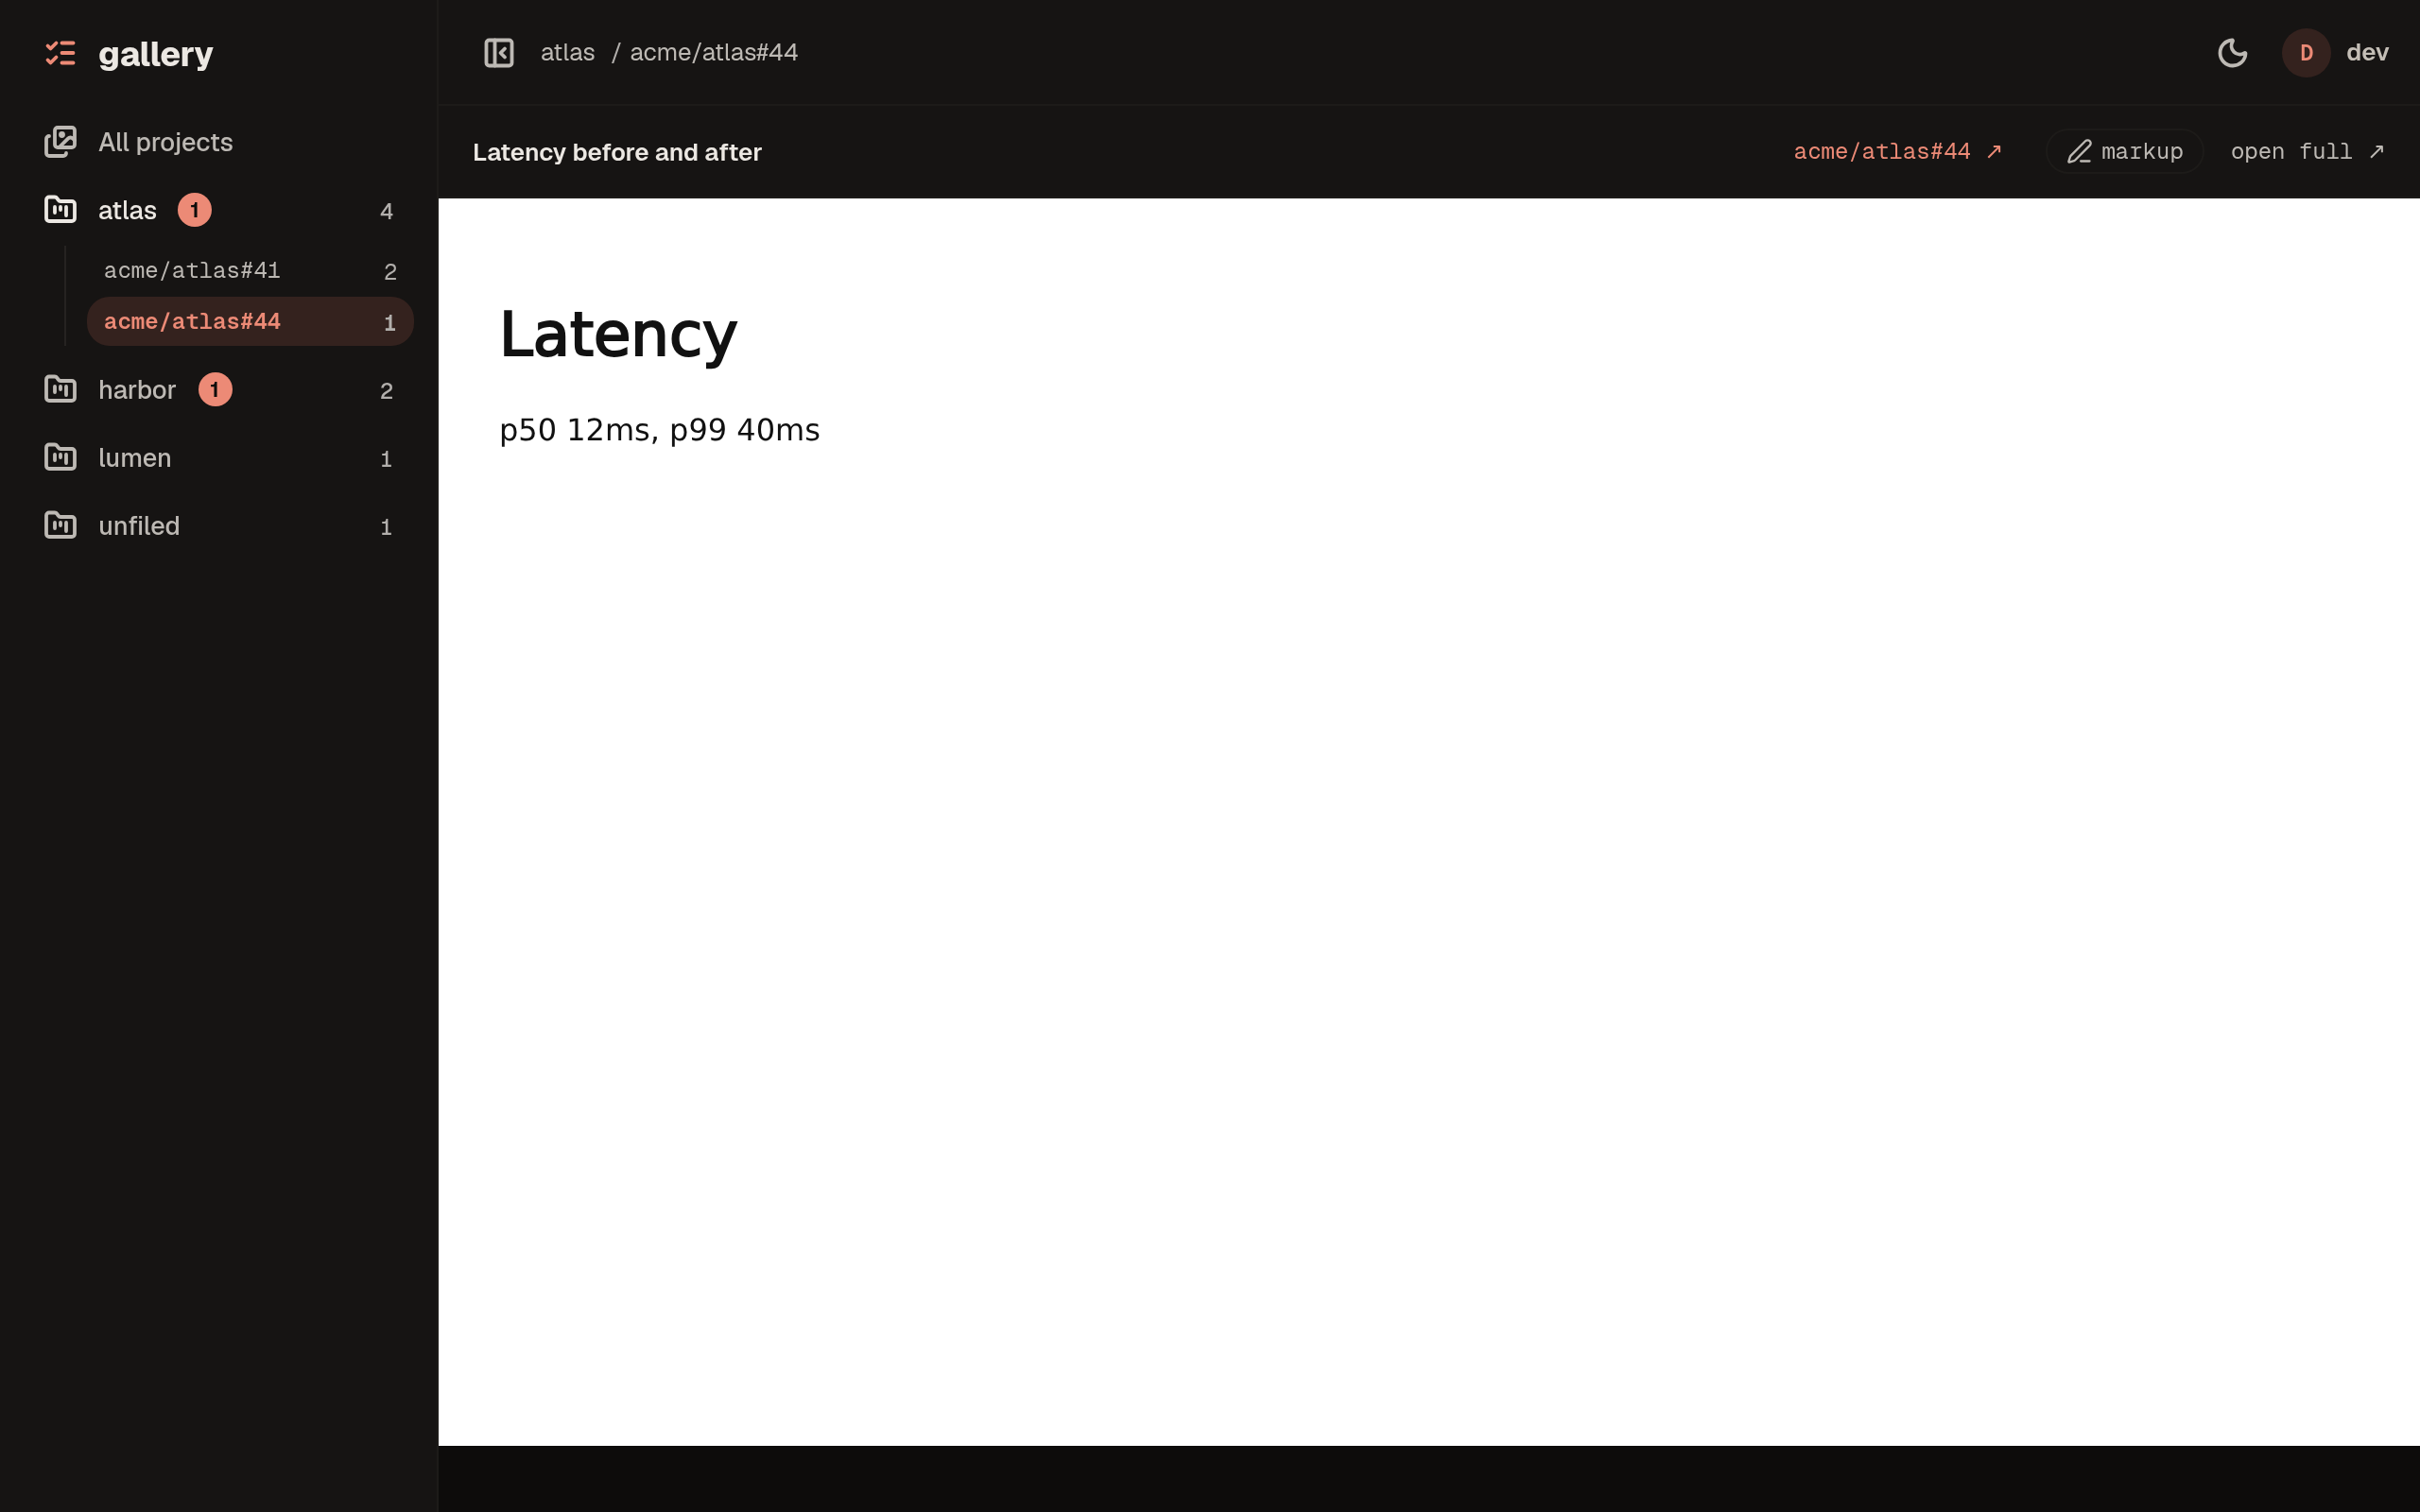 gallery
All projects
atlas 1 4
acme/atlas#41 2
acme/atlas#44 1
harbor 1 2
lumen 1
unfiled 1
atlas / acme/atlas#44
D dev
Latency before and after
acme/atlas#44 ↗
markup
open full ↗
Latency
p50 12ms, p99 40ms